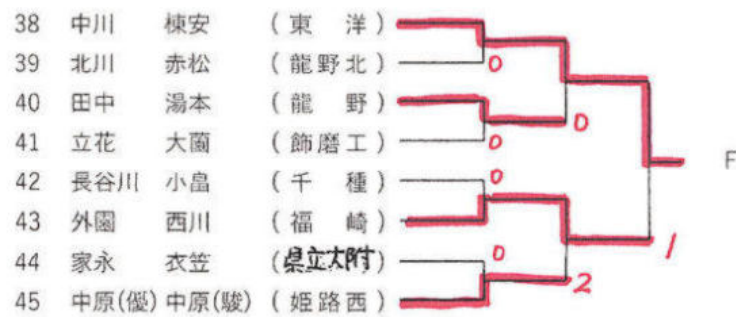 38 中川 棟安 (東 洋)
39 北川 赤松 (龍野北) 0
40 田中 湯本 (龍 野) 0
41 立花 大薗 (飾磨工) 0
42 長谷川 小畠 (千 種) 0
F
43 外園 西川 (福 崎) 1
44 家永 衣笠 (県立大附) 0
45 中原(優) 中原(駿) (姫路西) 2